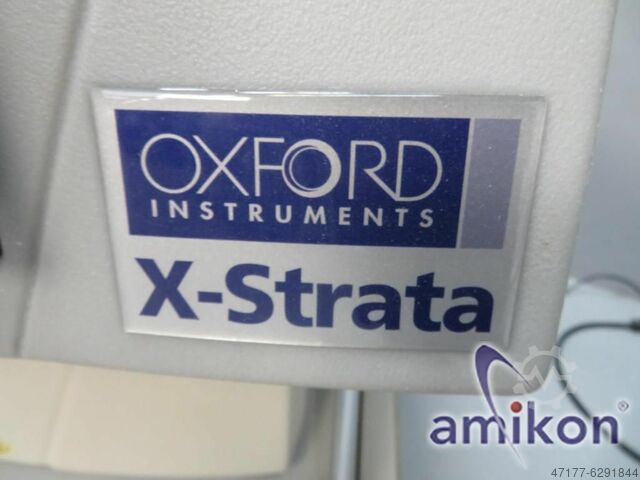 OXFORD
INSTRUMENTS
X-Strata
amikon®
47177-6291844